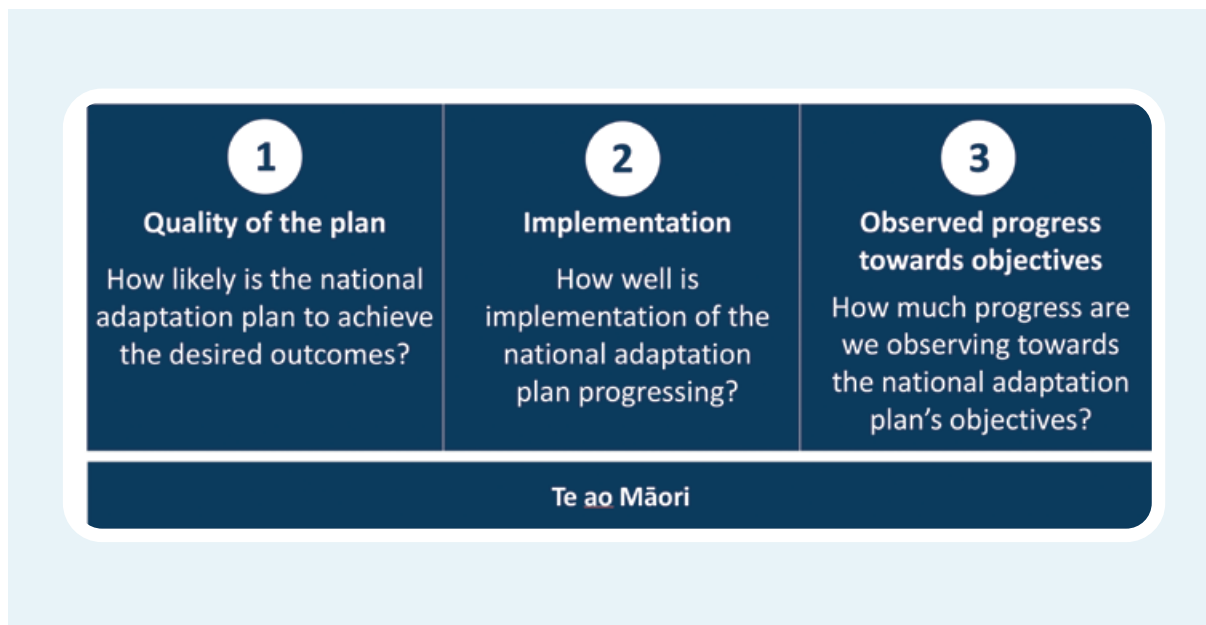 1
Quality of the plan
How likely is the national
adaptation plan to achieve
the desired outcomes?
2
Implementation
How well is
implementation of the
national adaptation
plan progressing?
3
Observed progress
towards objectives
How much progress are
we observing towards
the national adaptation
plan’s objectives?
Te ao Māori